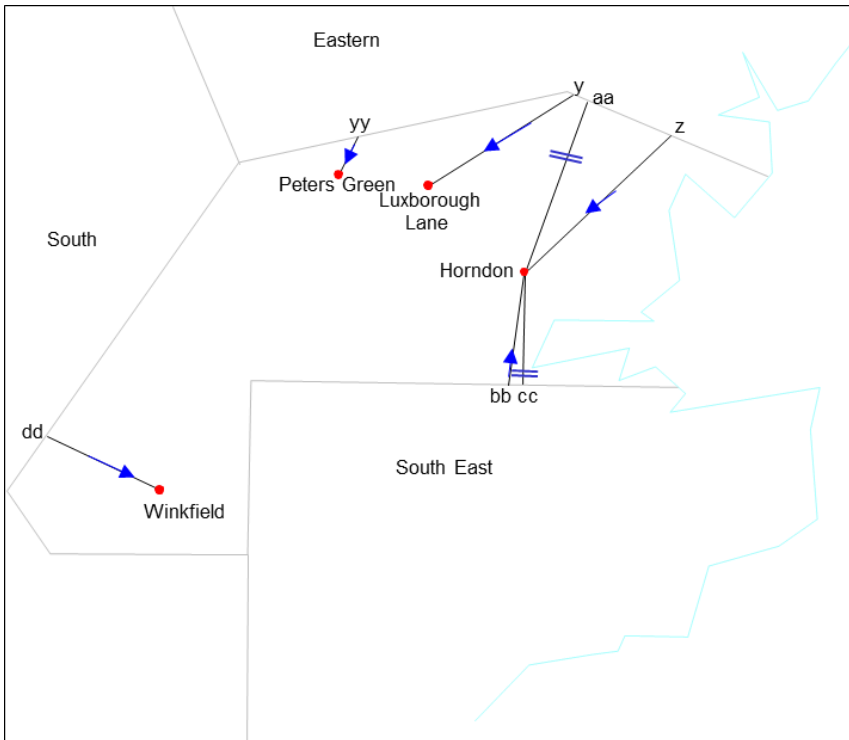 Eastern
y
aa
yy
z
Peters Green
Luxborough
Lane
South
Horndon
bb cc
dd
South East
Winkfield